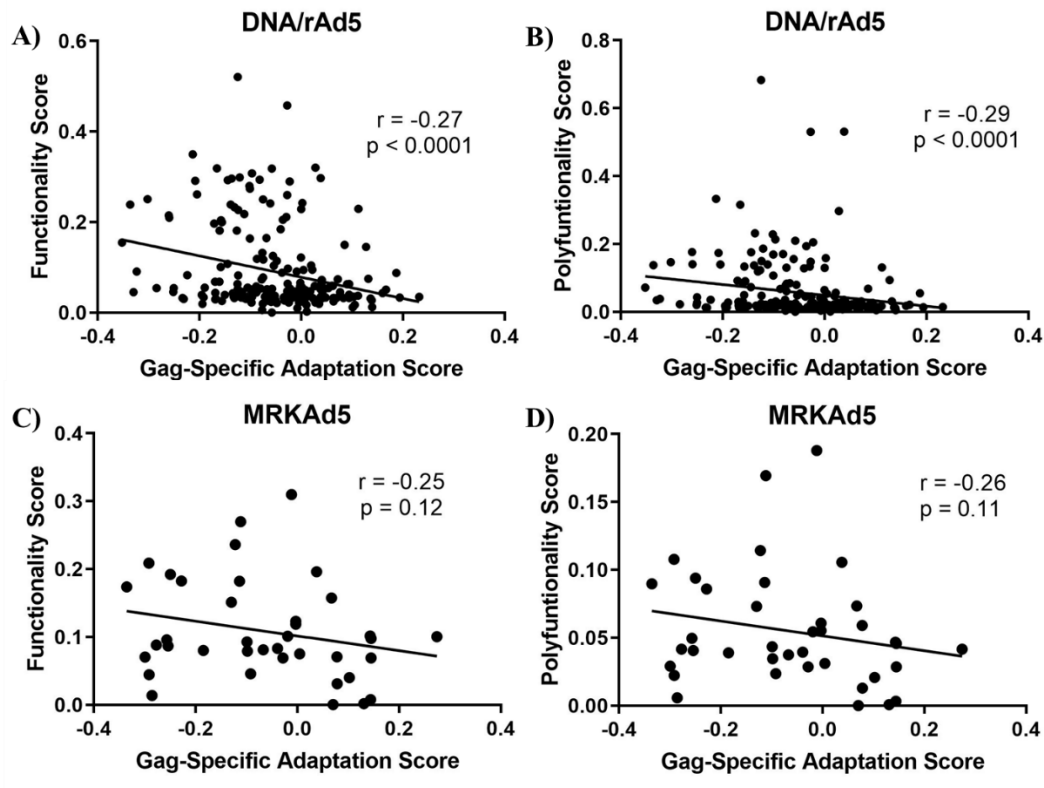 A)
DNA/rAd5
0.6
0.4
0.2
0.0
-0.4
-0.2
0.0
0.2
0.4
Functionality Score
Gag-Specific Adaptation Score
r = -0.27
p < 0.0001
B)
DNA/rAd5
0.8
0.6
0.4
0.2
0.0
-0.4
-0.2
0.0
0.2
0.4
Polyfuntionality Score
Gag-Specific Adaptation Score
r = -0.29
p < 0.0001
C)
MRKAd5
0.4
0.3
0.2
0.1
0.0
-0.4
-0.2
0.0
0.2
0.4
Functionality Score
Gag-Specific Adaptation Score
r = -0.25
p = 0.12
D)
MRKAd5
0.20
0.15
0.10
0.05
0.00
-0.4
-0.2
0.0
0.2
0.4
Polyfuntionality Score
Gag-Specific Adaptation Score
r = -0.26
p = 0.11